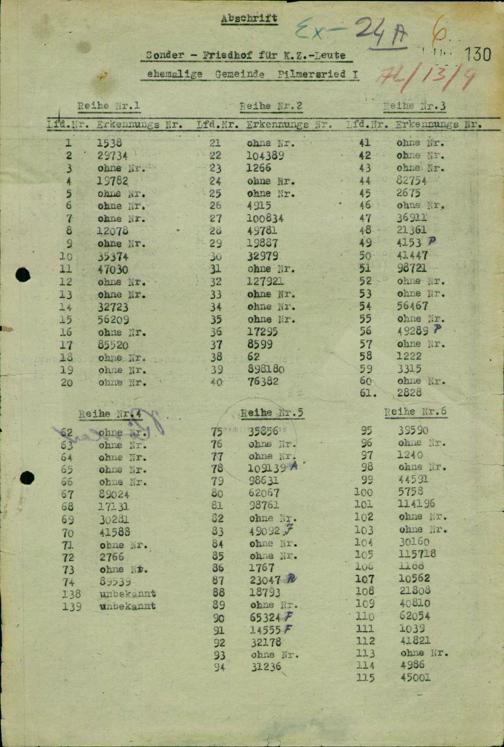 Abschrift
Ex- 24A 6
130
Sonder - Friedhof für K.Z.-Leute
ehemalige Gemeinde Pilmersried I
AL/13/9
Reihe Nr.1
Lfd.Nr. Erkennungs Nr.
1 1538
2 29734
3 ohne Nr.
4 19782
5 ohne Nr.
6 ohne Nr.
7 ohne Nr.
8 12078
9 ohne Nr.
10 35374
11 47030
12 ohne Nr.
13 ohne Nr.
14 32723
15 56209
16 ohne Nr.
17 85520
18 ohne Nr.
19 ohne Nr.
20 ohne Nr.
Reihe Nr.2
Lfd.Nr. Erkennungs Nr.
21 ohne Nr.
22 104389
23 1266
24 ohne Nr.
25 ohne Nr.
26 4915
27 100834
28 49781
29 19887
30 32979
31 ohne Nr.
32 127921
33 ohne Nr.
34 ohne Nr.
35 ohne Nr.
36 17295
37 8599
38 62
39 898180
40 76382
Reihe Nr.3
Lfd.Nr. Erkennungs Nr.
41 ohne Nr.
42 ohne Nr.
43 ohne Nr.
44 82754
45 2675
46 ohne Nr.
47 36911
48 21361
49 4153 P
50 41447
51 98721
52 ohne Nr.
53 ohne Nr.
54 56467
55 ohne Nr.
56 49289 P
57 ohne Nr.
58 1222
59 3315
60 ohne Nr.
61. 2828
Reihe Nr.4
62 ohne Nr.
63 ohne Nr.
64 ohne Nr.
65 ohne Nr.
66 ohne Nr.
67 89024
68 17131
69 30281
70 41588
71 ohne Nr.
72 2766
73 ohne Nr.
74 89539
138 unbekannt
139 unbekannt
Reihe Nr.5
75 35856
76 ohne Nr.
77 ohne Nr.
78 109139 A
79 98631
80 62067
81 98761
82 ohne Nr.
83 49092 F
84 ohne Nr.
85 ohne Nr.
86 1767
87 23047
88 18793
89 ohne Nr.
90 65324 F
91 14555 F
92 32178
93 ohne Nr.
94 31236
Reihe Nr.6
95 39590
96 ohne Nr.
97 1240
98 ohne Nr.
99 44591
100 5758
101 114196
102 ohne Nr.
103 ohne Nr.
104 30160
105 115718
106 1168
107 10562
108 21808
109 40810
110 62054
111 1039
112 41821
113 ohne Nr.
114 4986
115 45001